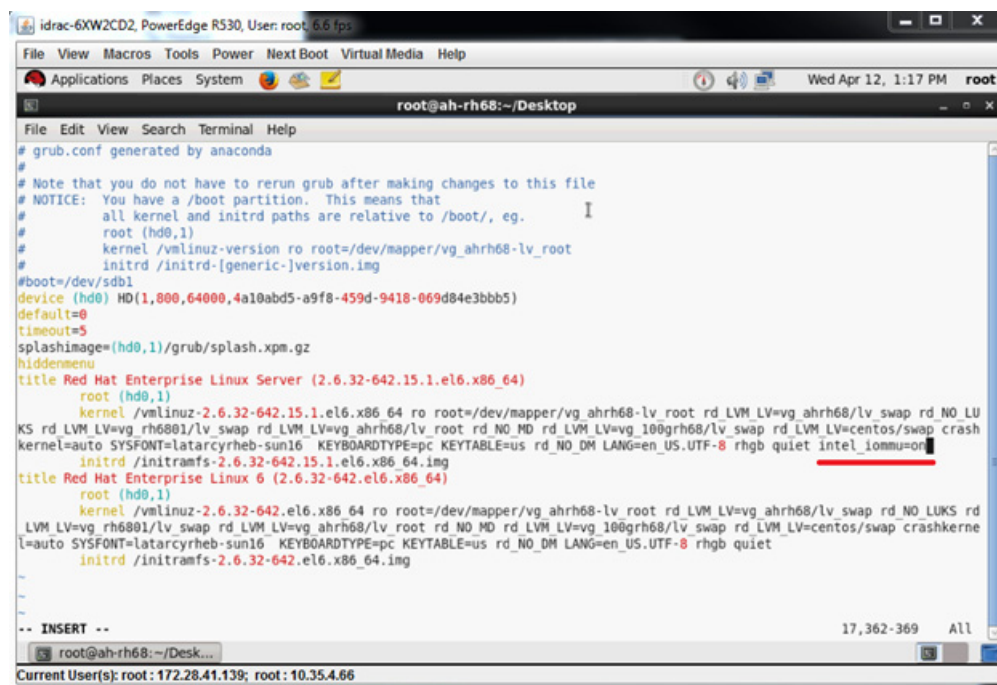 idrac-6XW2CD2, PowerEdge R530, User: root, 6.6 fps
File View Macros Tools Power Next Boot Virtual Media Help
Applications Places System Wed Apr 12, 1:17 PM root
root@ah-rh68:~/Desktop
File Edit View Search Terminal Help
# grub.conf generated by anaconda
#
# Note that you do not have to rerun grub after making changes to this file
# NOTICE:  You have a /boot partition.  This means that
#          all kernel and initrd paths are relative to /boot/, eg.
#          root (hd0,1)
#          kernel /vmlinuz-version ro root=/dev/mapper/vg_ahrh68-lv_root
#          initrd /initrd-[generic-]version.img
#boot=/dev/sdb1
device (hd0) HD(1,800,64000,4a10abd5-a9f8-459d-9418-069d84e3bbb5)
default=0
timeout=5
splashimage=(hd0,1)/grub/splash.xpm.gz
hiddenmenu
title Red Hat Enterprise Linux Server (2.6.32-642.15.1.el6.x86_64)
root (hd0,1)
kernel /vmlinuz-2.6.32-642.15.1.el6.x86_64 ro root=/dev/mapper/vg_ahrh68-lv_root rd_LVM_LV=vg_ahrh68/lv_swap rd_NO_LU
KS rd_LVM_LV=vg_rh6801/lv_swap rd_LVM_LV=vg_ahrh68/lv_root rd_NO_MD rd_LVM_LV=vg_100grh68/lv_swap rd_LVM_LV=centos/swap crash
kernel=auto SYSFONT=latarcyrheb-sun16  KEYBOARDTYPE=pc KEYTABLE=us rd_NO_DM LANG=en_US.UTF-8 rhgb quiet intel_iommu=on
initrd /initramfs-2.6.32-642.15.1.el6.x86_64.img
title Red Hat Enterprise Linux 6 (2.6.32-642.el6.x86_64)
root (hd0,1)
kernel /vmlinuz-2.6.32-642.el6.x86_64 ro root=/dev/mapper/vg_ahrh68-lv_root rd_LVM_LV=vg_ahrh68/lv_swap rd_NO_LUKS rd
_LVM_LV=vg_rh6801/lv_swap rd_LVM_LV=vg_ahrh68/lv_root rd_NO_MD rd_LVM_LV=vg_100grh68/lv_swap rd_LVM_LV=centos/swap crashkerne
l=auto SYSFONT=latarcyrheb-sun16  KEYBOARDTYPE=pc KEYTABLE=us rd_NO_DM LANG=en_US.UTF-8 rhgb quiet
initrd /initramfs-2.6.32-642.el6.x86_64.img
~
~
~
-- INSERT -- 17,362-369 All
root@ah-rh68:~/Desk...
Current User(s): root : 172.28.41.139; root : 10.35.4.66